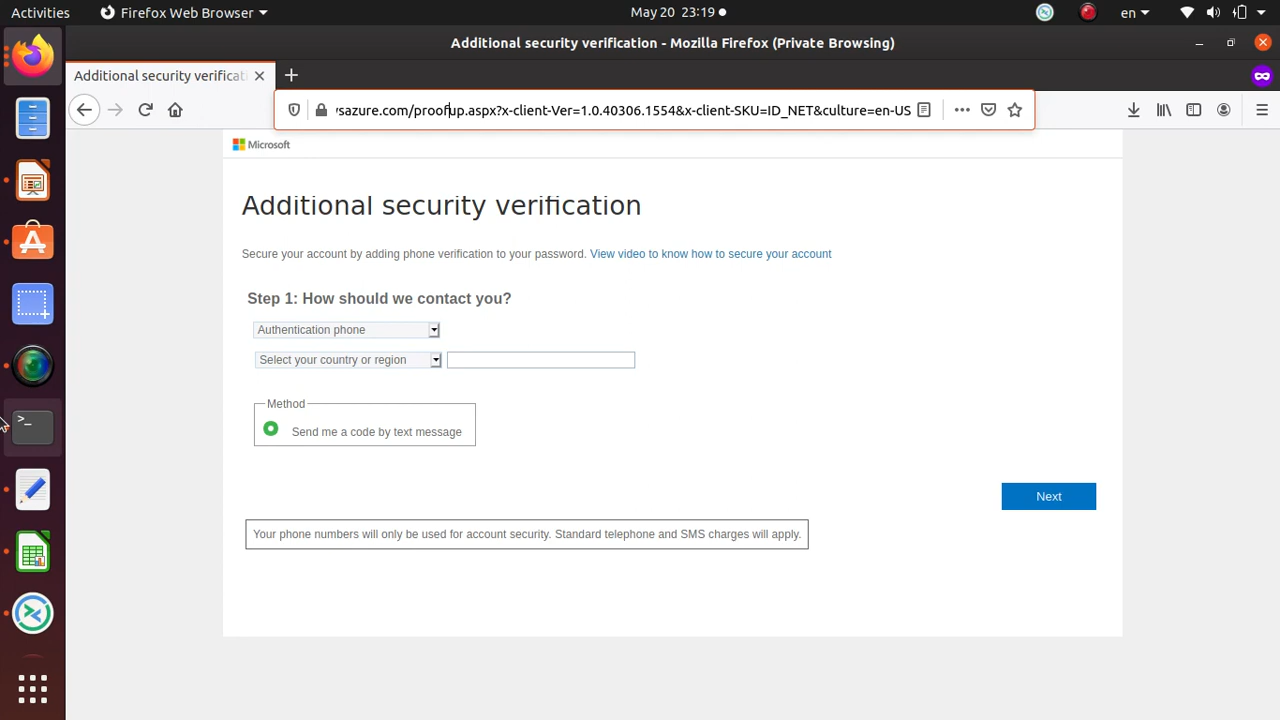 Activities
Firefox Web Browser
May 20 23:19
en
Additional security verification - Mozilla Firefox (Private Browsing)
Additional security verificat
sazure.com/proofup.aspx?x-client-Ver=1.0.40306.1554&x-client-SKU=ID_NET&culture=en-US
Microsoft
Additional security verification
Secure your account by adding phone verification to your password. View video to know how to secure your account
Step 1: How should we contact you?
Authentication phone
Select your country or region
Method
Send me a code by text message
Next
Your phone numbers will only be used for account security. Standard telephone and SMS charges will apply.